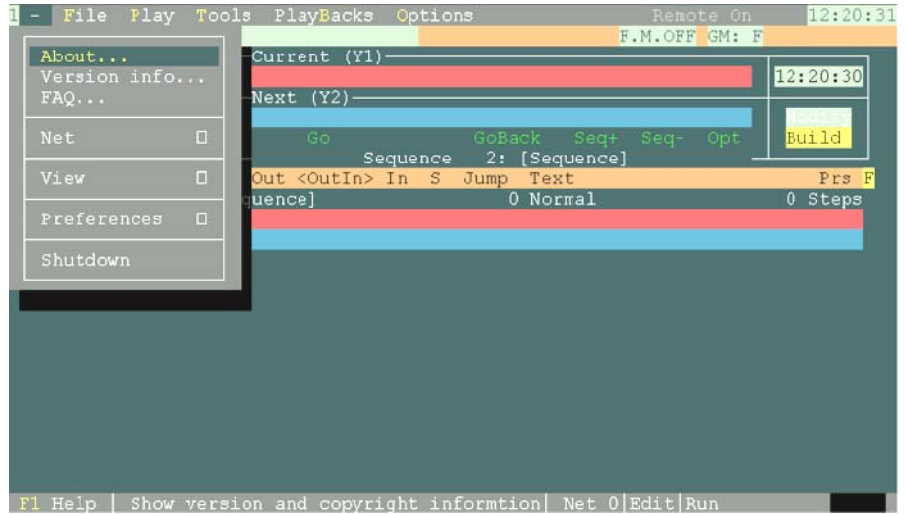 1 - File Play Tools PlayBacks Options Remote On 12:20:31
F.M.OFF GM: F
About...
Version info...
FAQ...
Net
View
Preferences
Shutdown
Current (Y1)
12:20:30
Next (Y2)
Modify
Go GoBack Seq+ Seq- Opt Build
Sequence 2: [Sequence]
Out <OutIn> In S Jump Text Prs F
quence] 0 Normal 0 Steps
F1 Help | Show version and copyright informtion| Net 0|Edit|Run